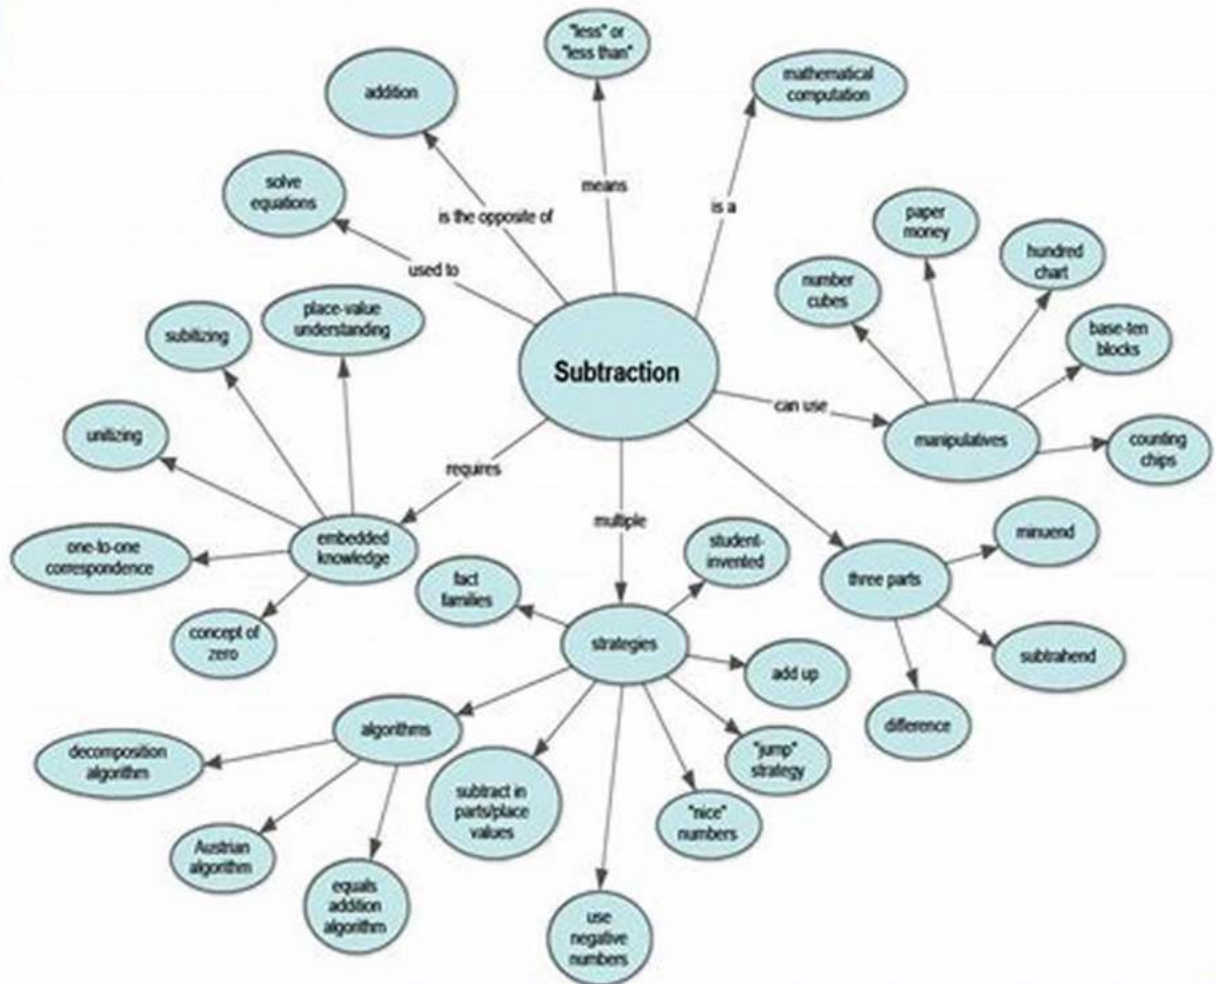 "less" or
"less than"
mathematical
computation
addition
solve
equations
means
is the opposite of
is a
used to
paper
money
hundred
chart
number
cubes
base-ten
blocks
place-value
understanding
subitizing
Subtraction
can use
manipulatives
counting
chips
unitizing
requires
multiple
embedded
knowledge
one-to-one
correspondence
concept of
zero
fact
families
student-
invented
three parts
minuend
subtrahend
difference
strategies
add up
"jump"
strategy
"nice"
numbers
algorithms
decomposition
algorithm
Austrian
algorithm
equals
addition
algorithm
subtract in
parts/place
values
use
negative
numbers